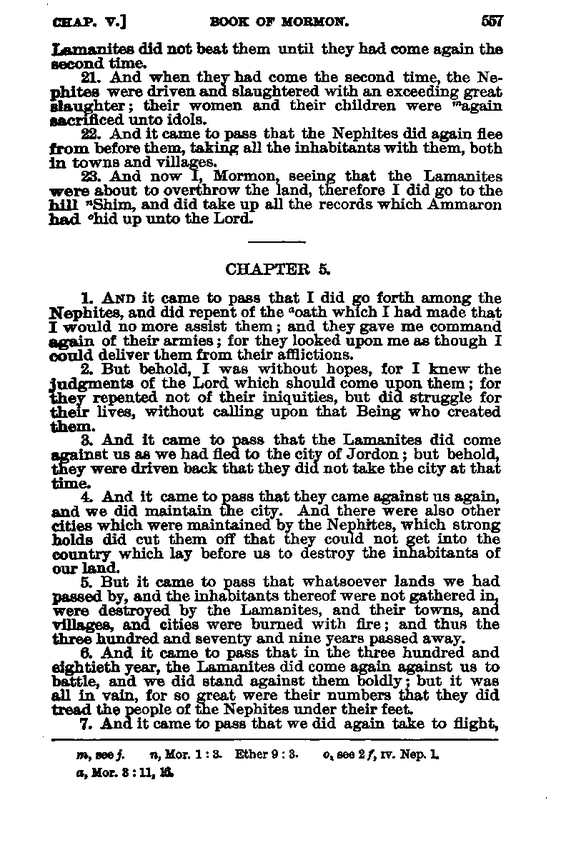 CHAP. V.] BOOK OF MORMON. 557
Lamanites did not beat them until they had come again the
second time.
21. And when they had come the second time, the Ne-
phites were driven and slaughtered with an exceeding great
slaughter; their women and their children were ᵐagain
sacrificed unto idols.
22. And it came to pass that the Nephites did again flee
from before them, taking all the inhabitants with them, both
in towns and villages.
23. And now I, Mormon, seeing that the Lamanites
were about to overthrow the land, therefore I did go to the
hill ⁿShim, and did take up all the records which Ammaron
had ᵒhid up unto the Lord.
CHAPTER 5.
1. AND it came to pass that I did go forth among the
Nephites, and did repent of the ᵃoath which I had made that
I would no more assist them; and they gave me command
again of their armies; for they looked upon me as though I
could deliver them from their afflictions.
2. But behold, I was without hopes, for I knew the
judgments of the Lord which should come upon them; for
they repented not of their iniquities, but did struggle for
their lives, without calling upon that Being who created
them.
3. And it came to pass that the Lamanites did come
against us as we had fled to the city of Jordon; but behold,
they were driven back that they did not take the city at that
time.
4. And it came to pass that they came against us again,
and we did maintain the city. And there were also other
cities which were maintained by the Nephites, which strong
holds did cut them off that they could not get into the
country which lay before us to destroy the inhabitants of
our land.
5. But it came to pass that whatsoever lands we had
passed by, and the inhabitants thereof were not gathered in,
were destroyed by the Lamanites, and their towns, and
villages, and cities were burned with fire; and thus the
three hundred and seventy and nine years passed away.
6. And it came to pass that in the three hundred and
eightieth year, the Lamanites did come again against us to
battle, and we did stand against them boldly; but it was
all in vain, for so great were their numbers that they did
tread the people of the Nephites under their feet.
7. And it came to pass that we did again take to flight,
m, see j. n, Mor. 1:3. Ether 9:3. o, see 2 f, IV. Nep. 1.
a, Mor. 3:11, 16.